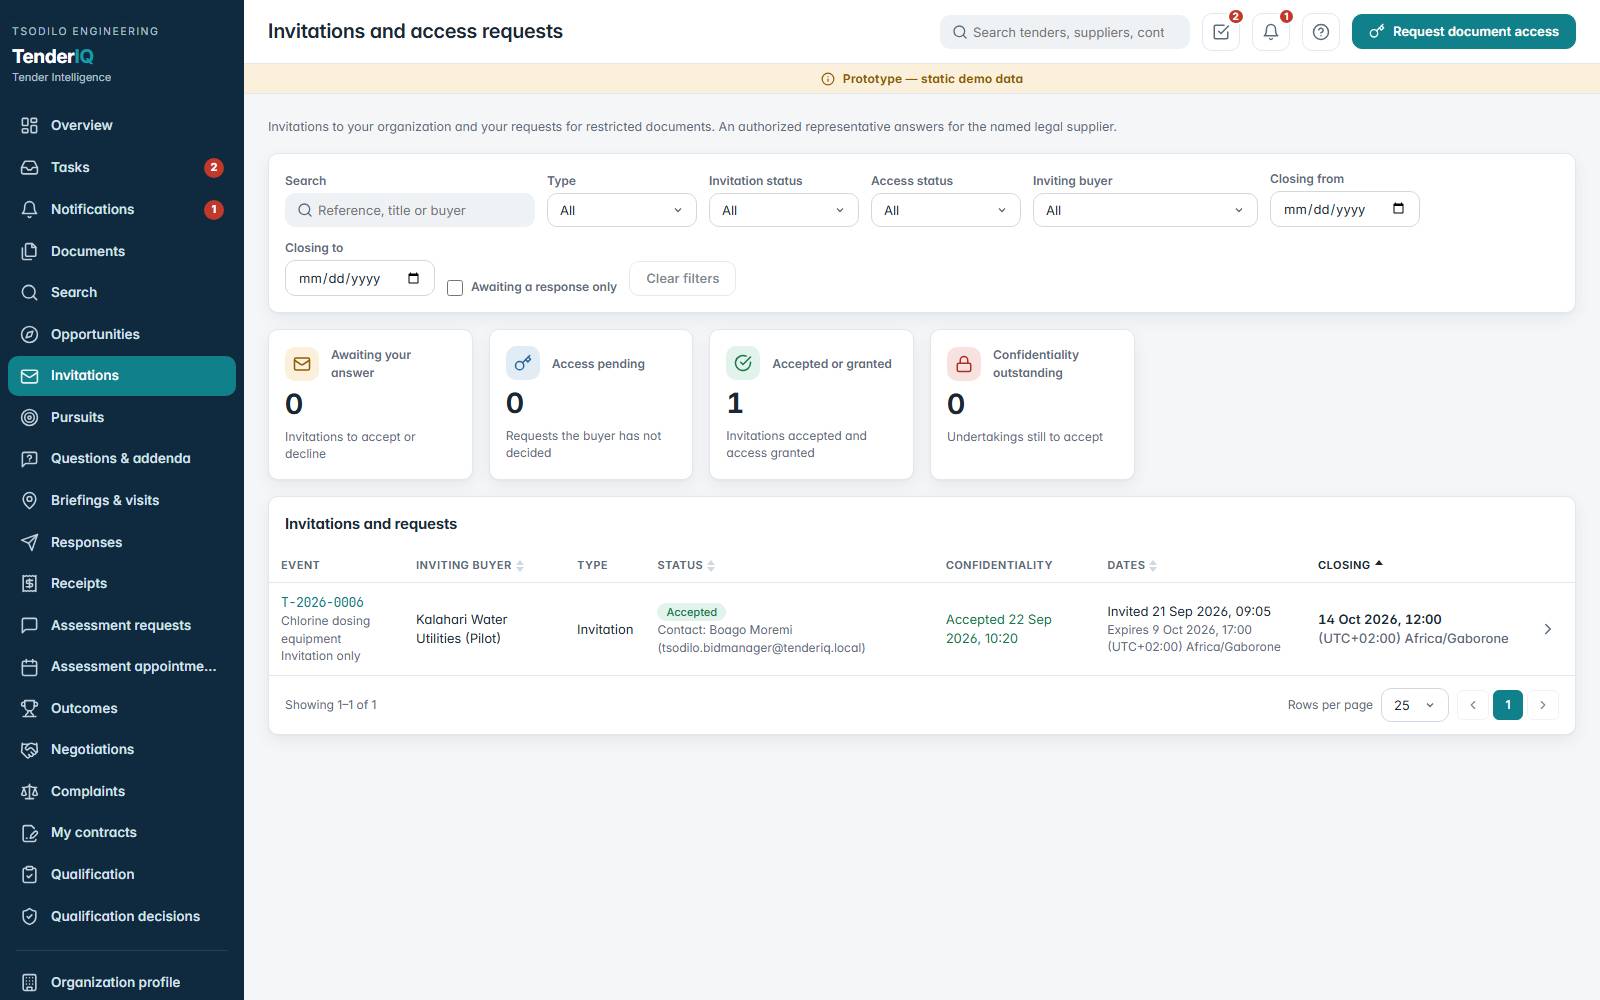 TSODILO ENGINEERING
TenderIQ
Tender Intelligence
Overview
Tasks 2
Notifications 1
Documents
Search
Opportunities
Invitations
Pursuits
Questions & addenda
Briefings & visits
Responses
Receipts
Assessment requests
Assessment appointme...
Outcomes
Negotiations
Complaints
My contracts
Qualification
Qualification decisions
Organization profile
Invitations and access requests
Search tenders, suppliers, cont
2
1
Request document access
Prototype — static demo data
Invitations to your organization and your requests for restricted documents. An authorized representative answers for the named legal supplier.
Search
Reference, title or buyer
Type
All
Invitation status
All
Access status
All
Inviting buyer
All
Closing from
mm/dd/yyyy
Closing to
mm/dd/yyyy
Awaiting a response only
Clear filters
Awaiting your
answer
0
Invitations to accept or
decline
Access pending
0
Requests the buyer has not
decided
Accepted or granted
1
Invitations accepted and
access granted
Confidentiality
outstanding
0
Undertakings still to accept
Invitations and requests
EVENT INVITING BUYER TYPE STATUS CONFIDENTIALITY DATES CLOSING
T-2026-0006
Chlorine dosing
equipment
Invitation only
Kalahari Water
Utilities (Pilot)
Invitation
Accepted
Contact: Boago Moremi
(tsodilo.bidmanager@tenderiq.local)
Accepted 22 Sep
2026, 10:20
Invited 21 Sep 2026, 09:05
Expires 9 Oct 2026, 17:00
(UTC+02:00) Africa/Gaborone
14 Oct 2026, 12:00
(UTC+02:00) Africa/Gaborone
Showing 1–1 of 1
Rows per page 25 1